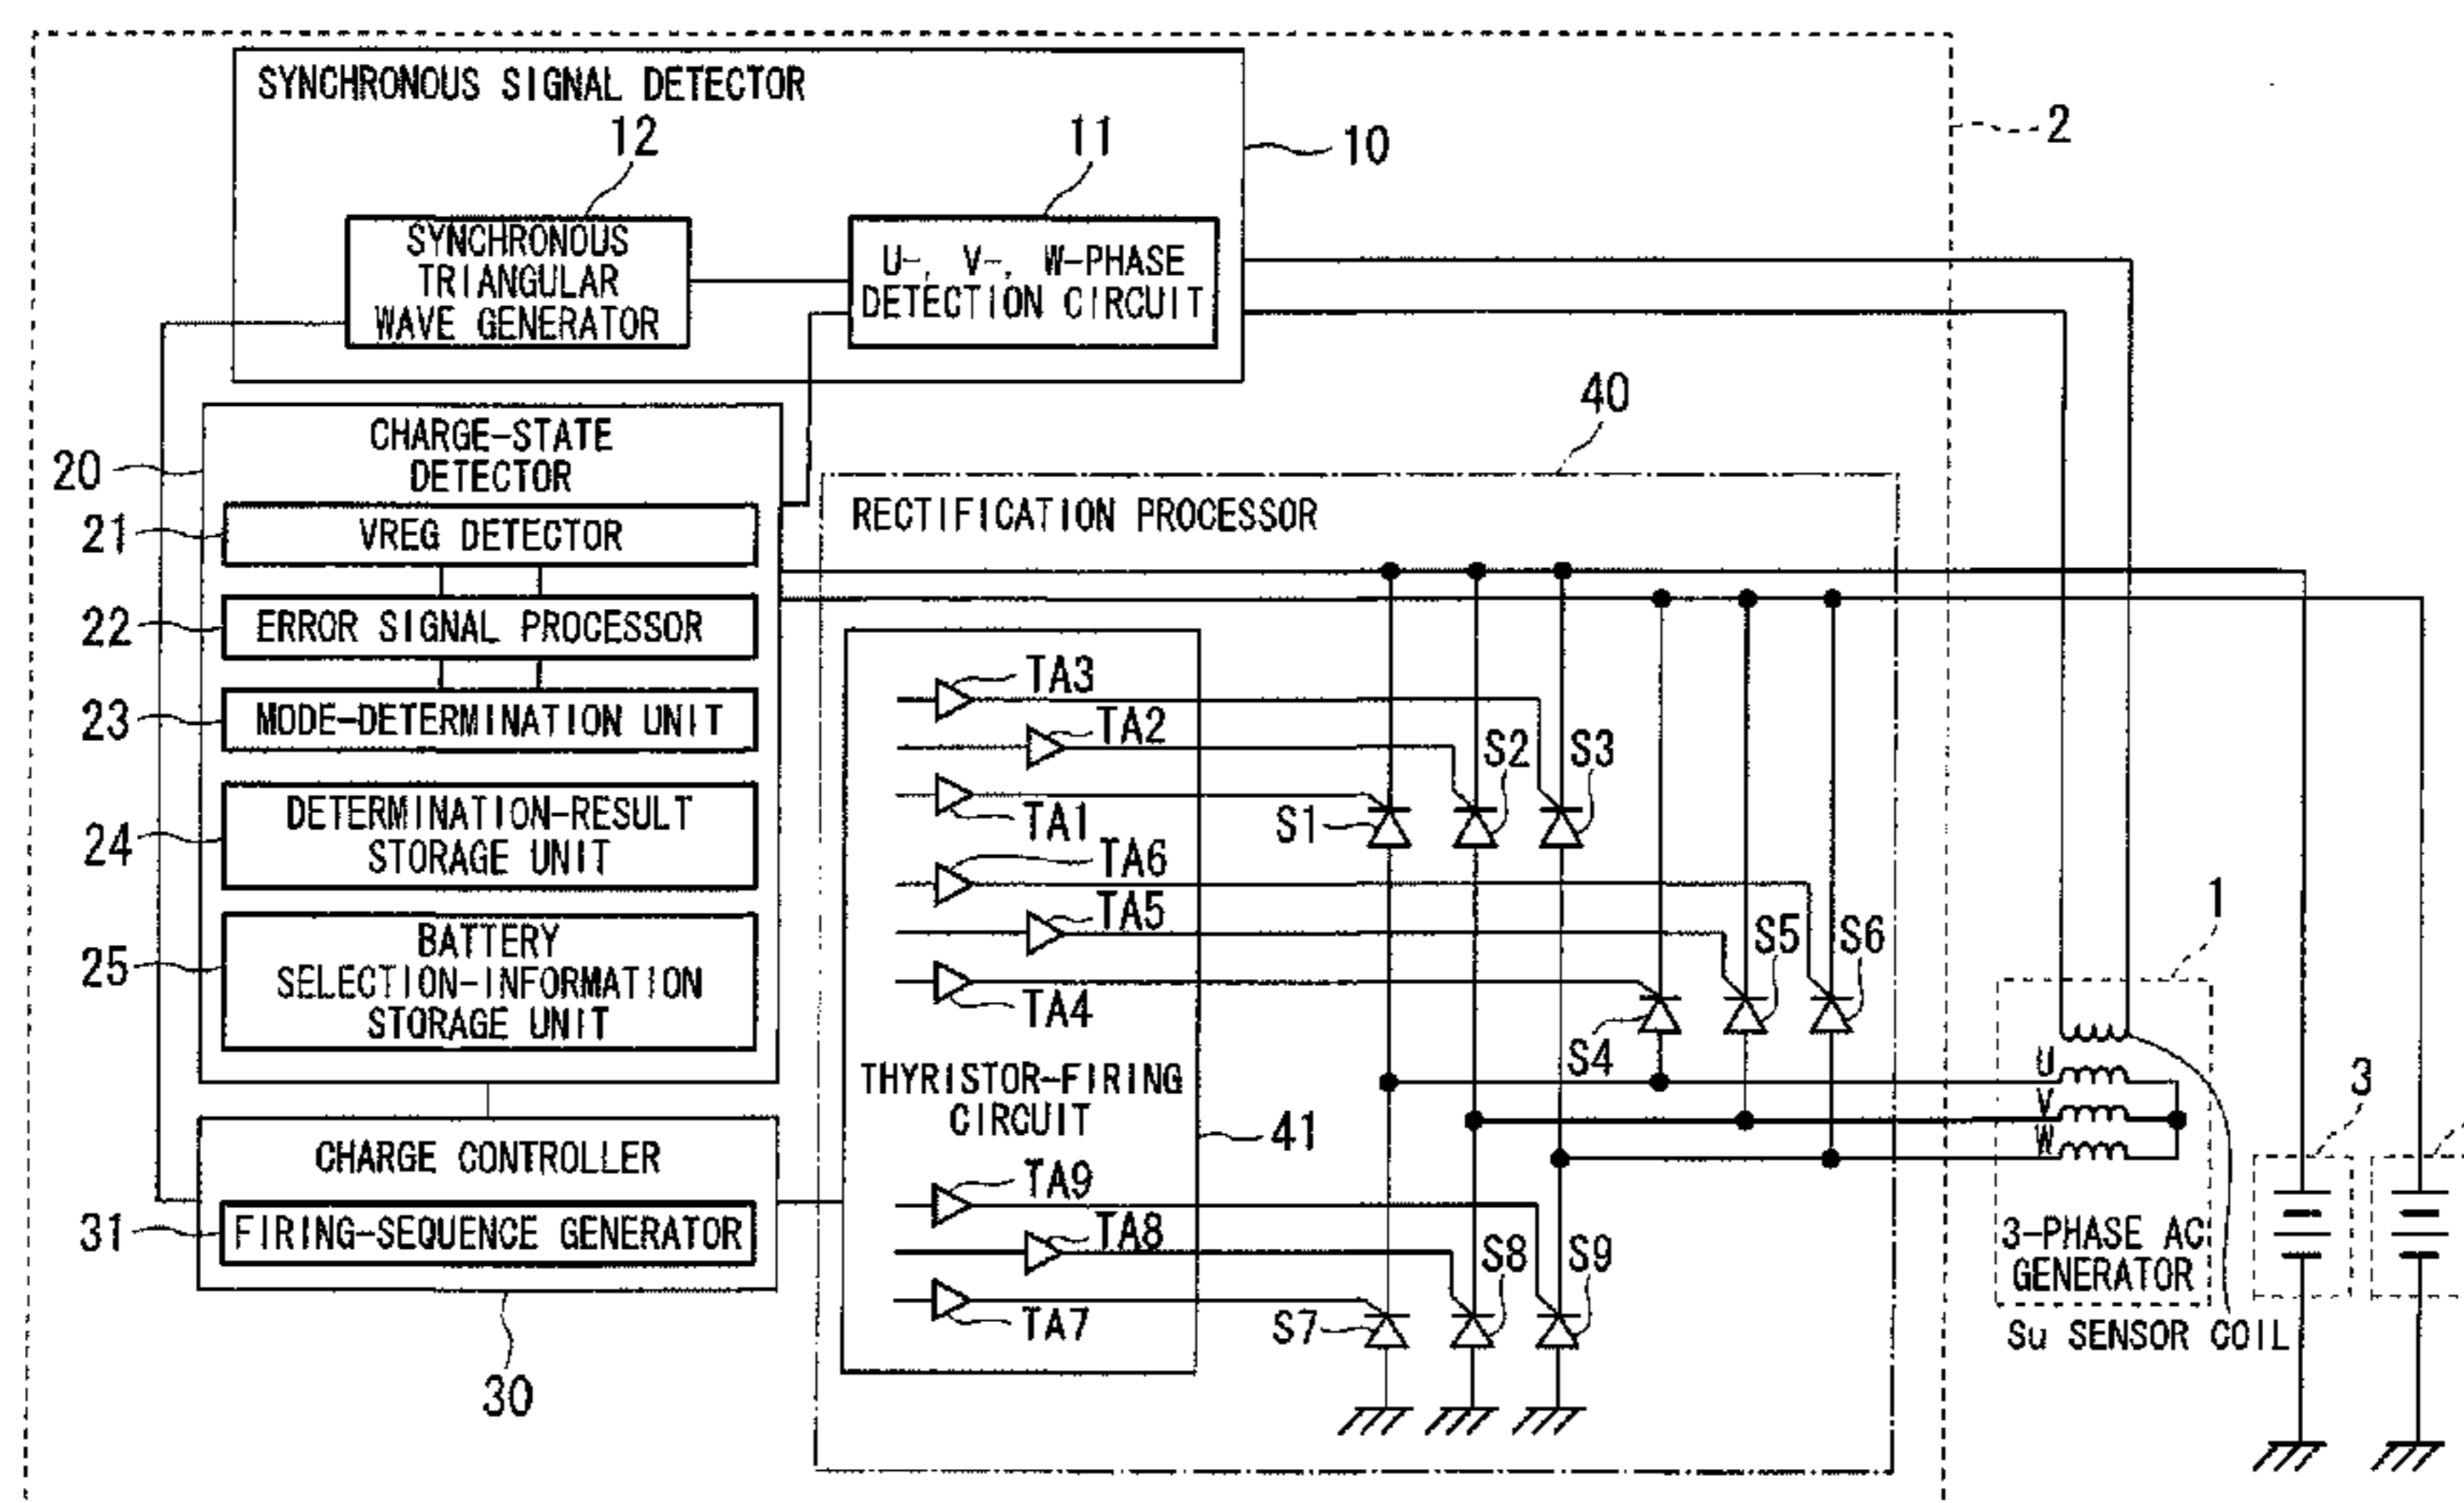 SYNCHRONOUS SIGNAL DETECTOR
12
11
10
2
SYNCHRONOUS
TRIANGULAR
WAVE GENERATOR
U-, V-, W-PHASE
DETECTION CIRCUIT
40
CHARGE-STATE
DETECTOR
20
21
VREG DETECTOR
22
ERROR SIGNAL PROCESSOR
23
MODE-DETERMINATION UNIT
24
DETERMINATION-RESULT
STORAGE UNIT
25
BATTERY
SELECTION-INFORMATION
STORAGE UNIT
CHARGE CONTROLLER
31
FIRING-SEQUENCE GENERATOR
30
RECTIFICATION PROCESSOR
TA3
TA2
TA1
TA6
TA5
TA4
THYRISTOR-FIRING
CIRCUIT
41
TA9
TA8
TA7
S1
S2
S3
S4
S5
S6
S7
S8
S9
1
U
V
W
3-PHASE AC
GENERATOR
Su SENSOR COIL
3